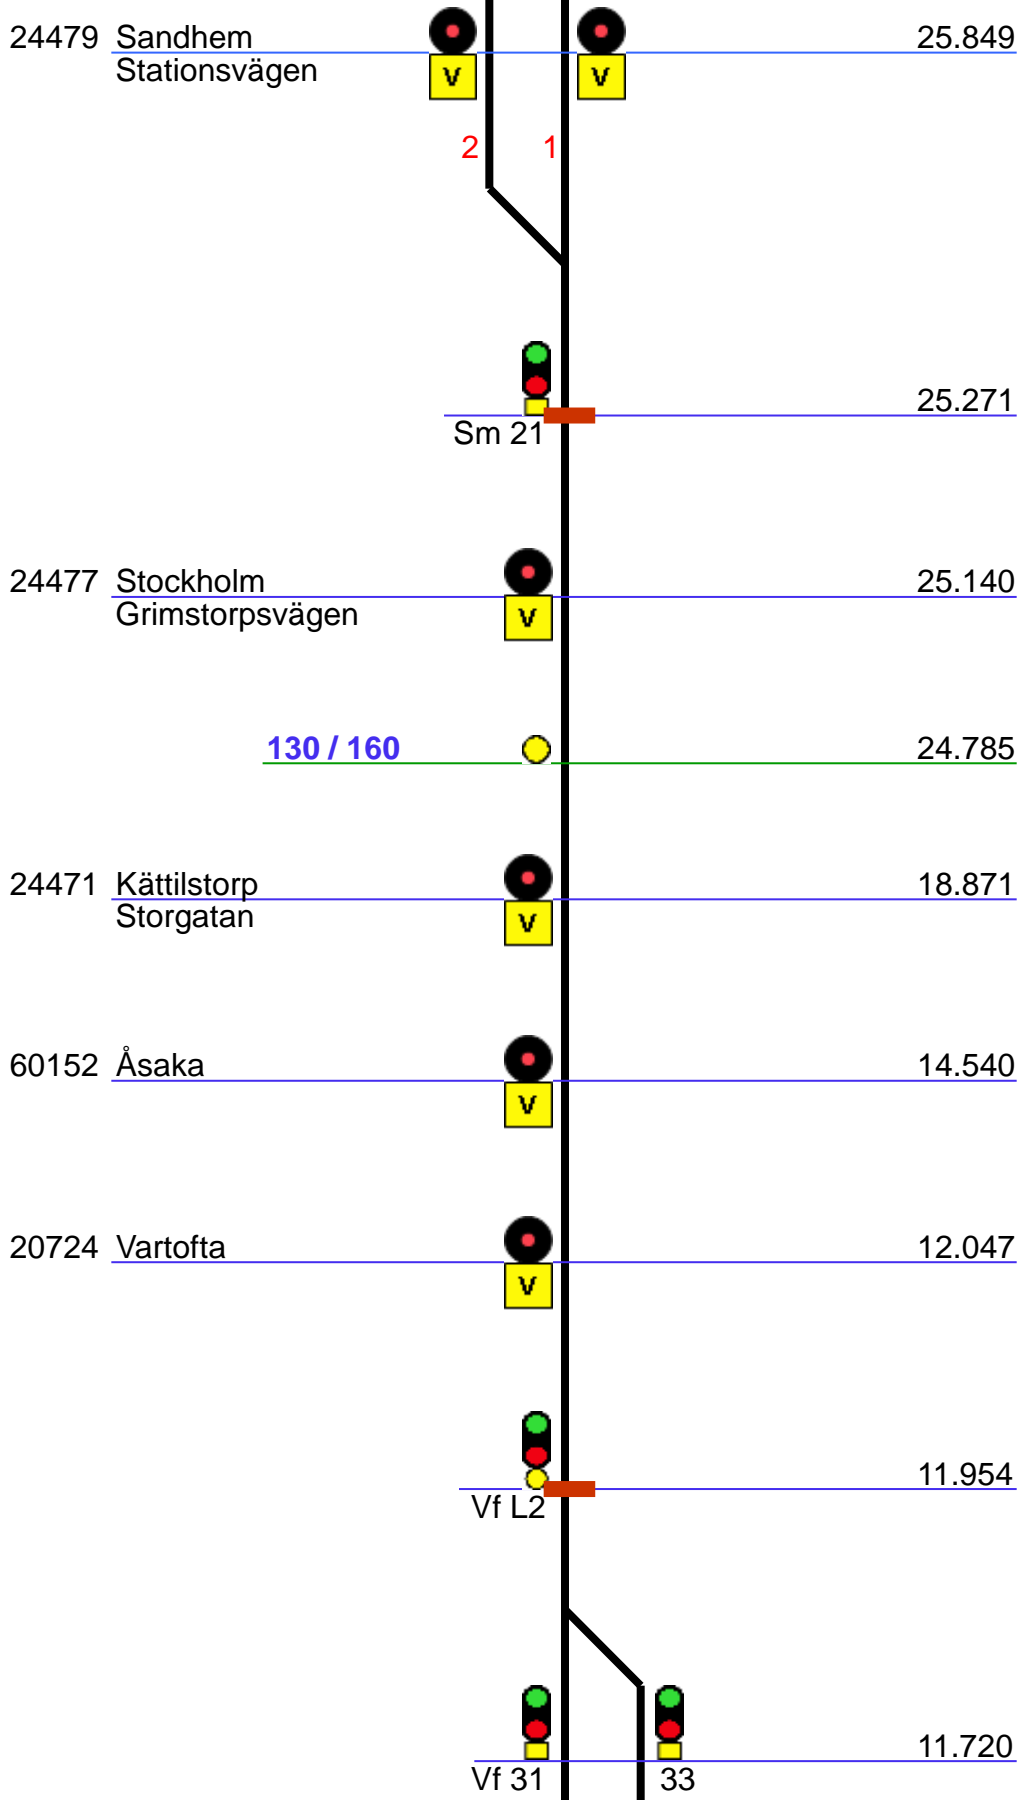 24479 Sandhem 25.849
Stationsvägen
V V
2 1
25.271
Sm 21
24477 Stockholm 25.140
Grimstorpsvägen
V
130 / 160 24.785
24471 Kättilstorp 18.871
Storgatan
V
60152 Åsaka 14.540
V
20724 Vartofta 12.047
V
11.954
Vf L2
11.720
Vf 31 33